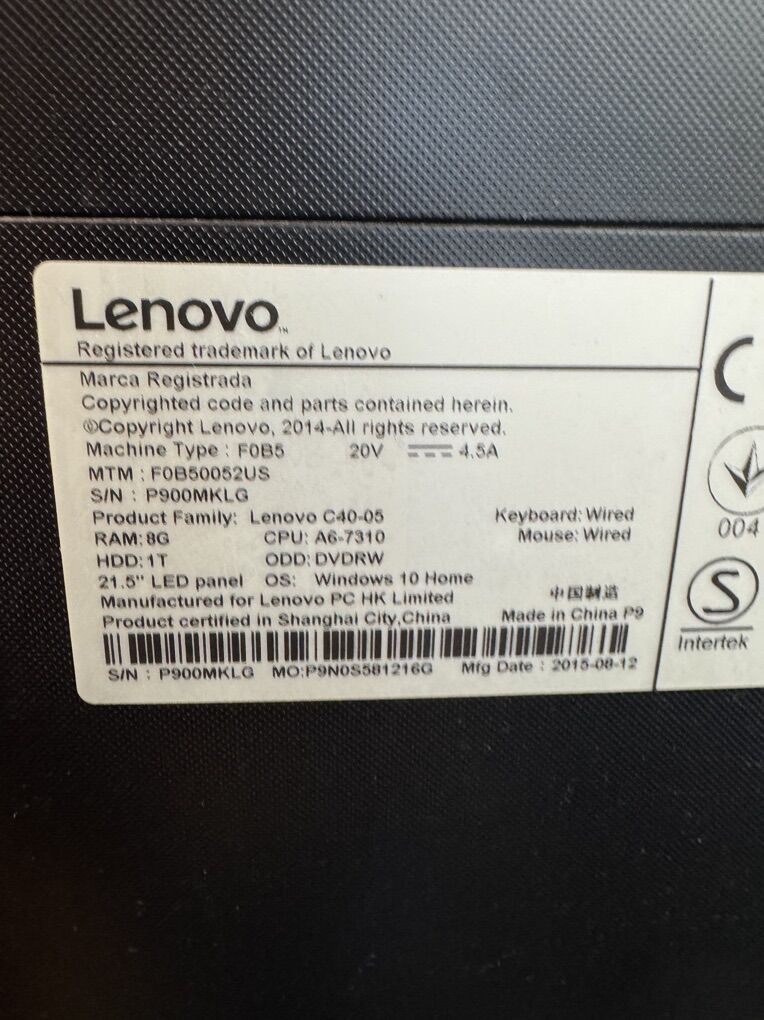 Lenovo™
Registered trademark of Lenovo
Marca Registrada
Copyrighted code and parts contained herein.
©Copyright Lenovo, 2014-All rights reserved.
Machine Type : F0B5 20V 4.5A
MTM : F0B50052US
S/N : P900MKLG
Product Family: Lenovo C40-05 Keyboard: Wired
RAM: 8G CPU: A6-7310 Mouse: Wired
HDD: 1T ODD: DVDRW
21.5" LED panel OS: Windows 10 Home
Manufactured for Lenovo PC HK Limited 中国制造
Product certified in Shanghai City,China Made in China P9
S/N : P900MKLG MO:P9N0S581216G Mfg Date : 2015-08-12
004
S
Intertek